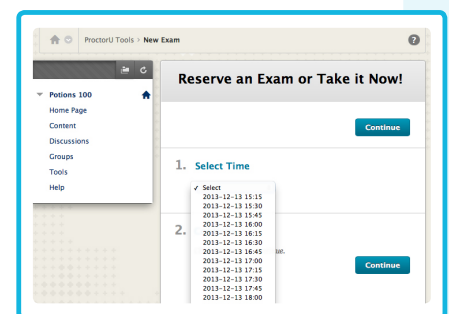 ProctorU Tools > New Exam
?
Potions 100
Home Page
Content
Discussions
Groups
Tools
Help
Reserve an Exam or Take it Now!
Continue
1. Select Time
✓ Select
2013-12-13 15:15
2013-12-13 15:30
2013-12-13 15:45
2013-12-13 16:00
2013-12-13 16:15
2013-12-13 16:30
2013-12-13 16:45
2013-12-13 17:00
2013-12-13 17:15
2013-12-13 17:30
2013-12-13 17:45
2013-12-13 18:00
2.
ue.
Continue